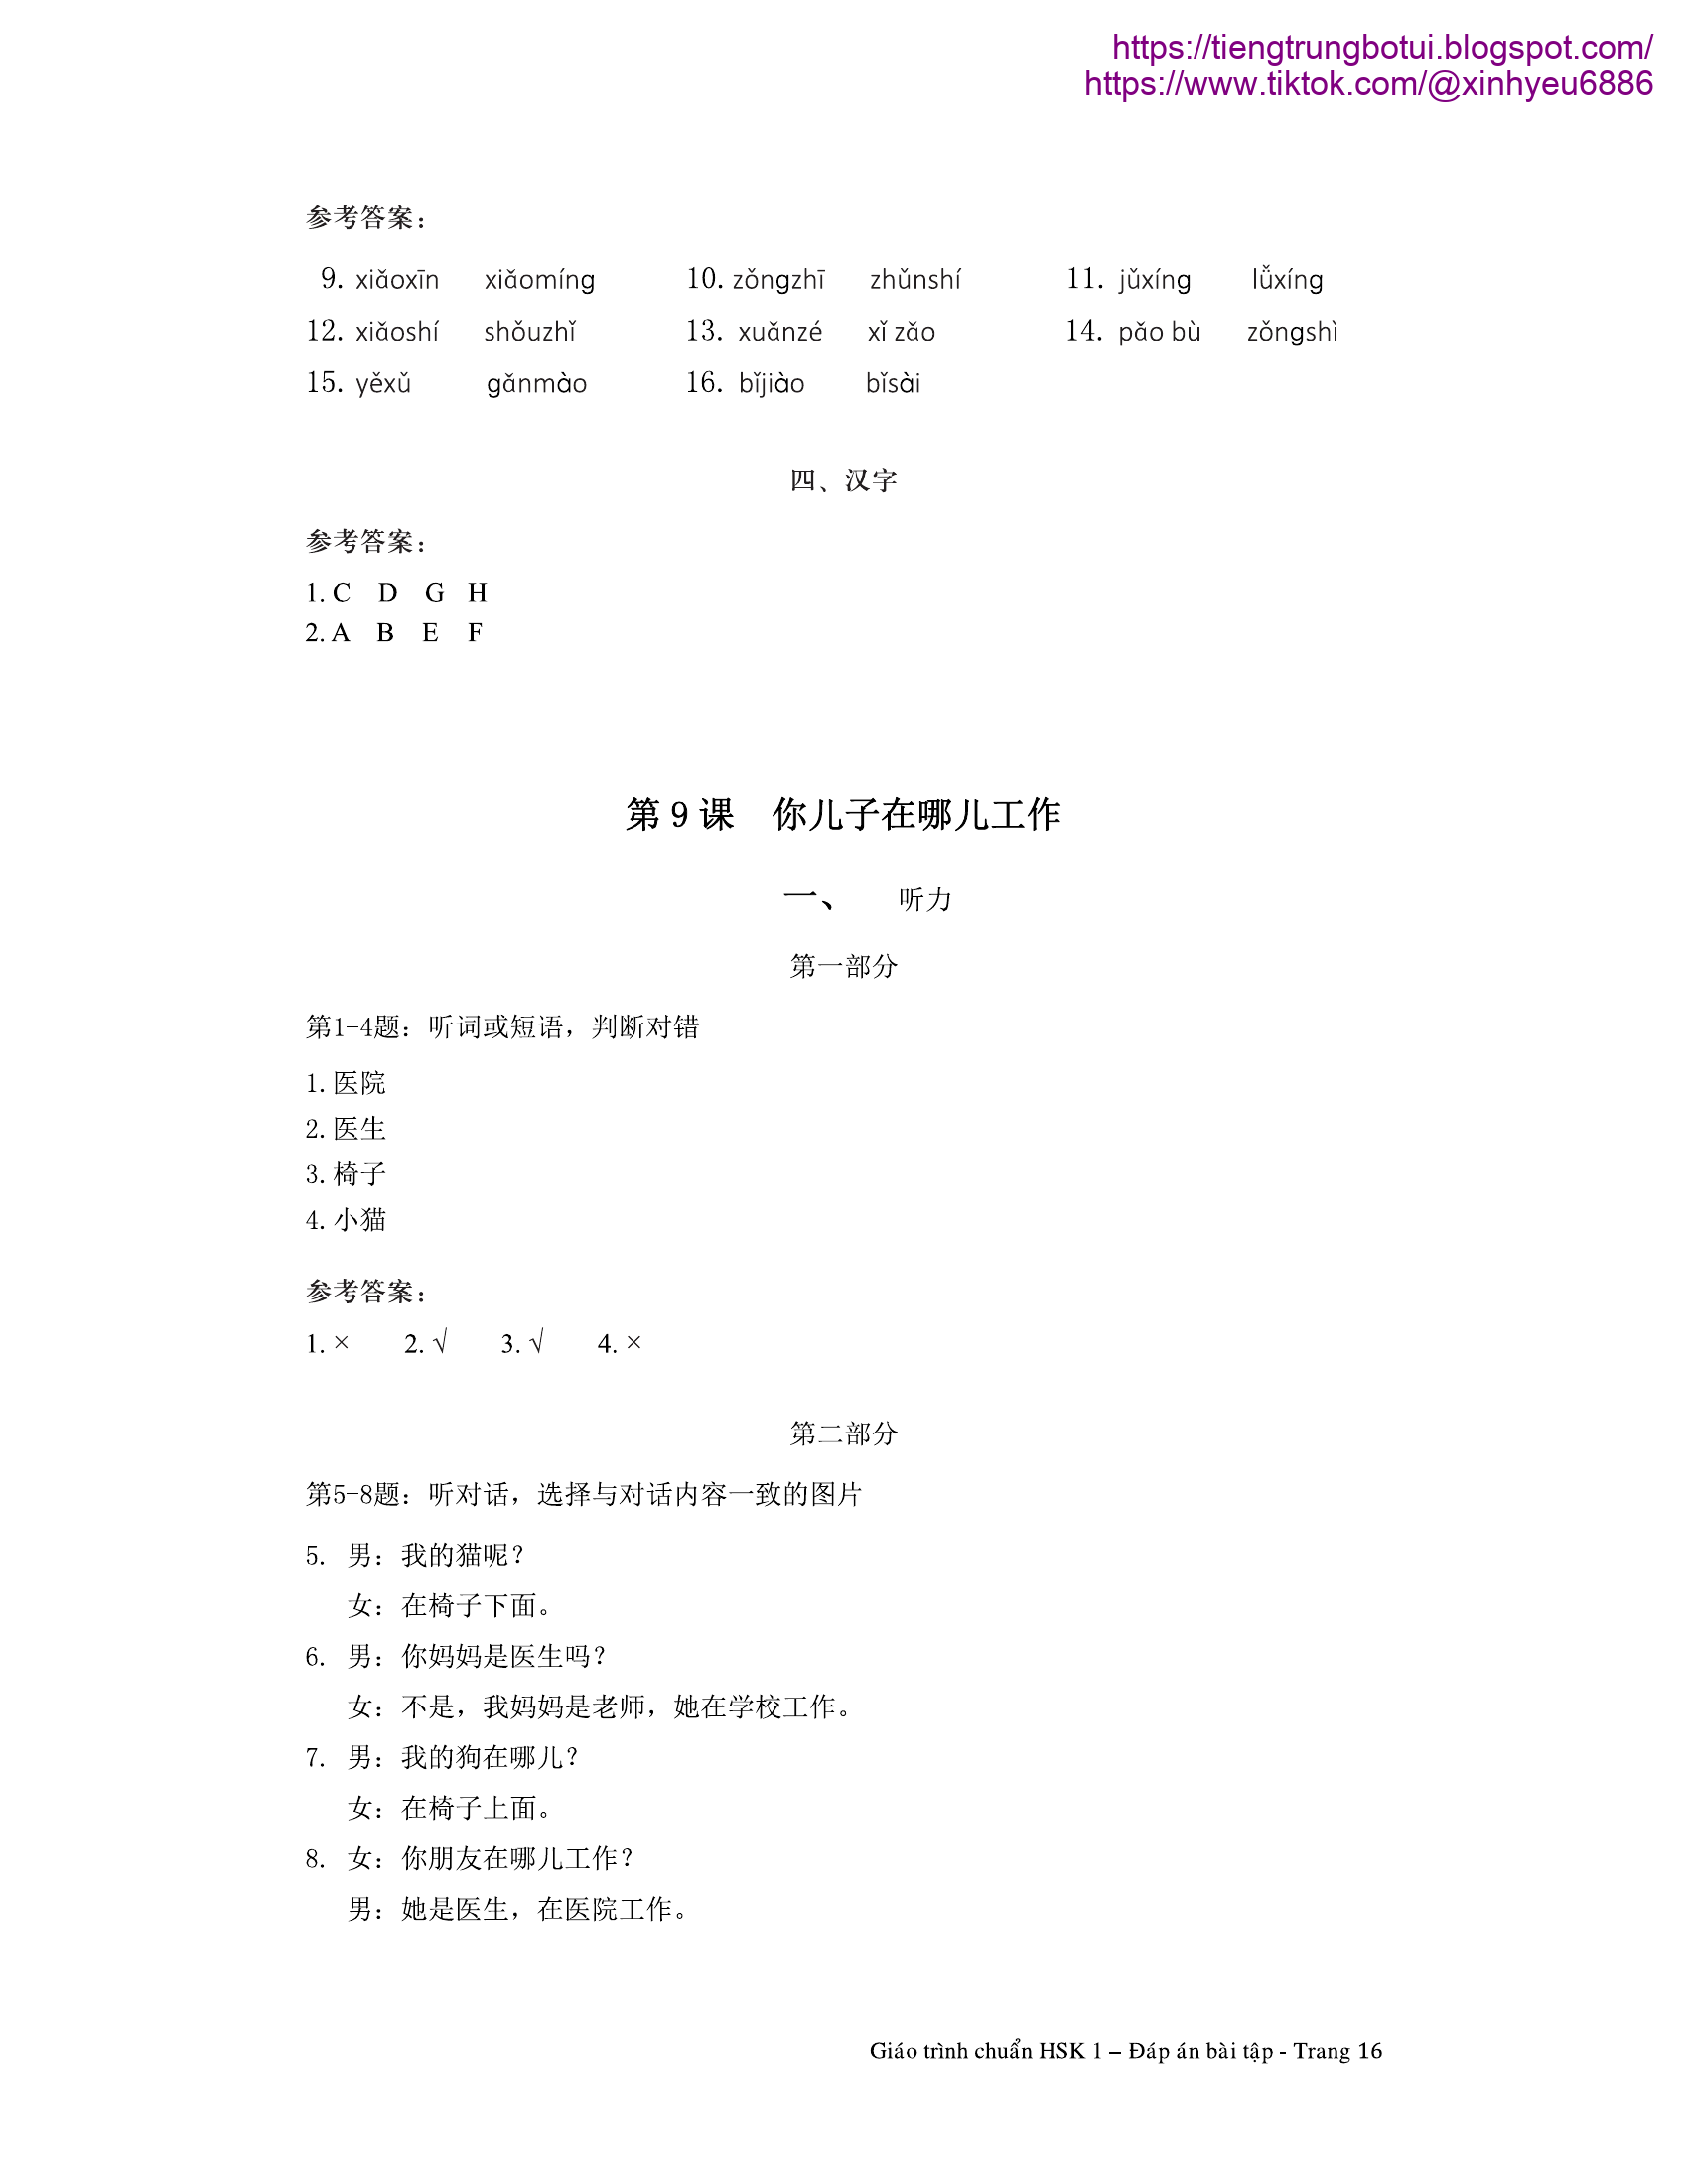 https://tiengtrungbotui.blogspot.com/
https://www.tiktok.com/@xinhyeu6886
参考答案：
9. xiǎoxīn xiǎomíng 10. zǒngzhī zhǔnshí 11. jǔxíng lǚxíng
12. xiǎoshí shǒuzhǐ 13. xuǎnzé xǐ zǎo 14. pǎo bù zǒngshì
15. yěxǔ gǎnmào 16. bǐjiào bǐsài
四、汉字
参考答案：
1. C D G H
2. A B E F
第 9 课 你儿子在哪儿工作
一、 听力
第一部分
第1-4题：听词或短语，判断对错
1. 医院
2. 医生
3. 椅子
4. 小猫
参考答案：
1. × 2. √ 3. √ 4. ×
第二部分
第5-8题：听对话，选择与对话内容一致的图片
5. 男：我的猫呢？
女：在椅子下面。
6. 男：你妈妈是医生吗？
女：不是，我妈妈是老师，她在学校工作。
7. 男：我的狗在哪儿？
女：在椅子上面。
8. 女：你朋友在哪儿工作？
男：她是医生，在医院工作。
Giáo trình chuẩn HSK 1 – Đáp án bài tập - Trang 16